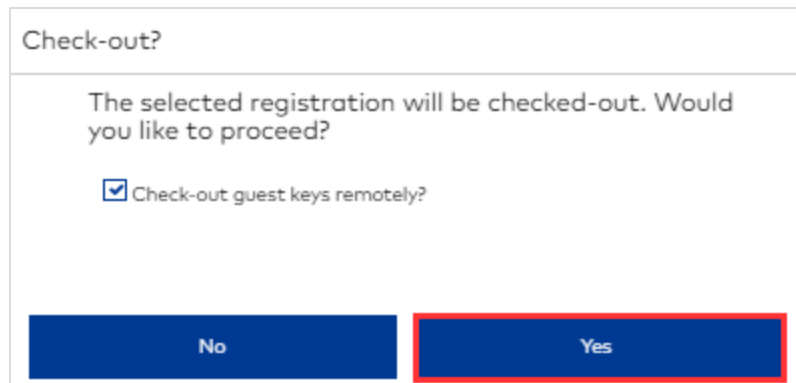 Check-out?
The selected registration will be checked-out. Would
you like to proceed?
Check-out guest keys remotely?
No
Yes